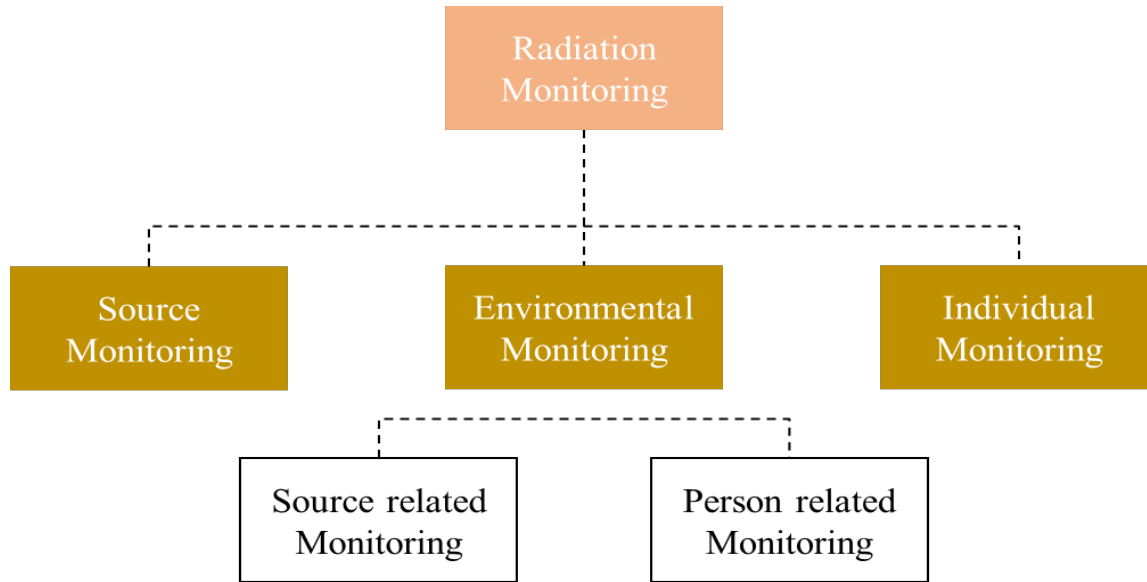 Radiation
Monitoring
Source
Monitoring
Environmental
Monitoring
Individual
Monitoring
Source related
Monitoring
Person related
Monitoring